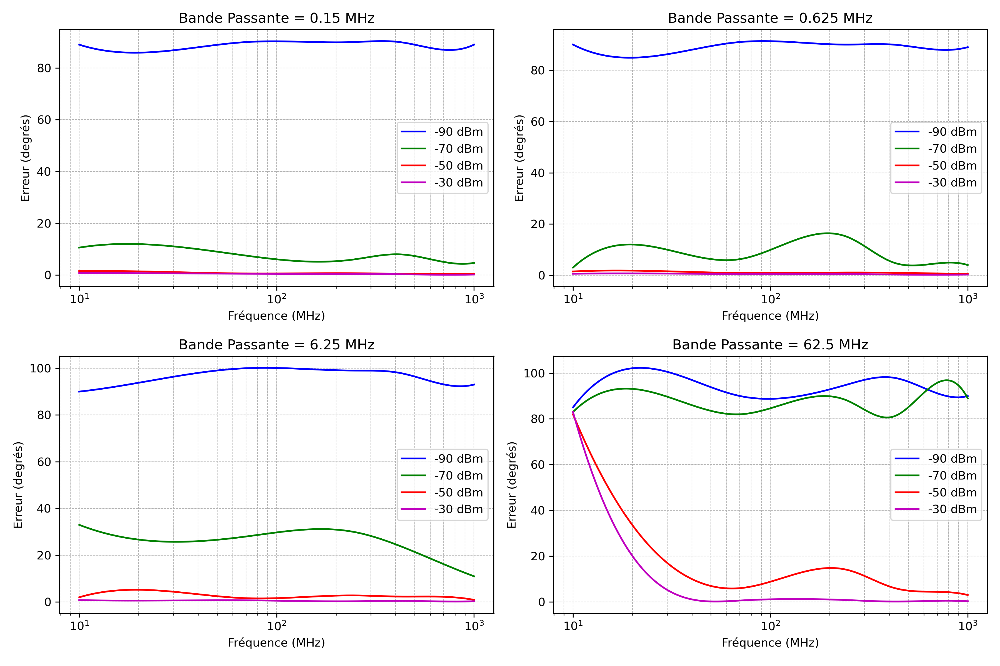 Bande Passante = 0.15 MHz
Erreur (degrés)
80
60
40
20
0
-90 dBm
-70 dBm
-50 dBm
-30 dBm
10¹ 10² 10³
Fréquence (MHz)
Bande Passante = 0.625 MHz
Erreur (degrés)
80
60
40
20
0
-90 dBm
-70 dBm
-50 dBm
-30 dBm
10¹ 10² 10³
Fréquence (MHz)
Bande Passante = 6.25 MHz
Erreur (degrés)
100
80
60
40
20
0
-90 dBm
-70 dBm
-50 dBm
-30 dBm
10¹ 10² 10³
Fréquence (MHz)
Bande Passante = 62.5 MHz
Erreur (degrés)
100
80
60
40
20
0
-90 dBm
-70 dBm
-50 dBm
-30 dBm
10¹ 10² 10³
Fréquence (MHz)